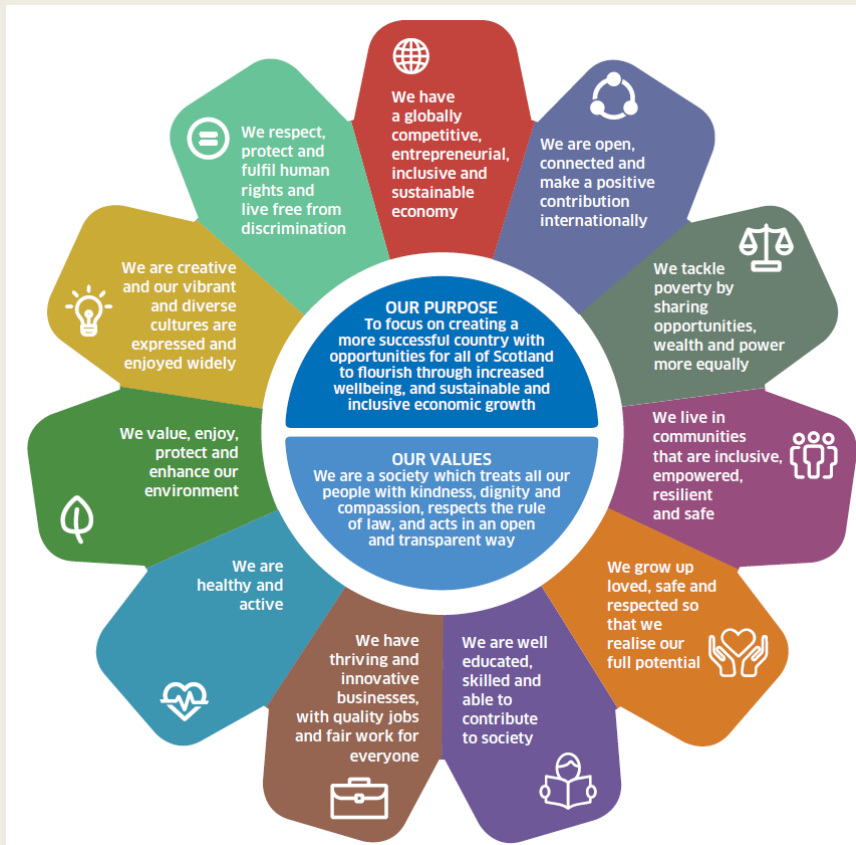 We have
a globally
competitive,
entrepreneurial,
inclusive and
sustainable
economy
We are open,
connected and
make a positive
contribution
internationally
We tackle
poverty by
sharing
opportunities,
wealth and power
more equally
We live in
communities
that are inclusive,
empowered,
resilient
and safe
We grow up
loved, safe and
respected so
that we
realise our
full potential
We are well
educated,
skilled and
able to
contribute
to society
We have
thriving and
innovative
businesses,
with quality jobs
and fair work for
everyone
We are
healthy and
active
We value, enjoy,
protect and
enhance our
environment
We are creative
and our vibrant
and diverse
cultures are
expressed and
enjoyed widely
We respect,
protect and
fulfil human
rights and
live free from
discrimination
OUR PURPOSE
To focus on creating a
more successful country with
opportunities for all of Scotland
to flourish through increased
wellbeing, and sustainable and
inclusive economic growth
OUR VALUES
We are a society which treats all our
people with kindness, dignity and
compassion, respects the rule
of law, and acts in an open
and transparent way